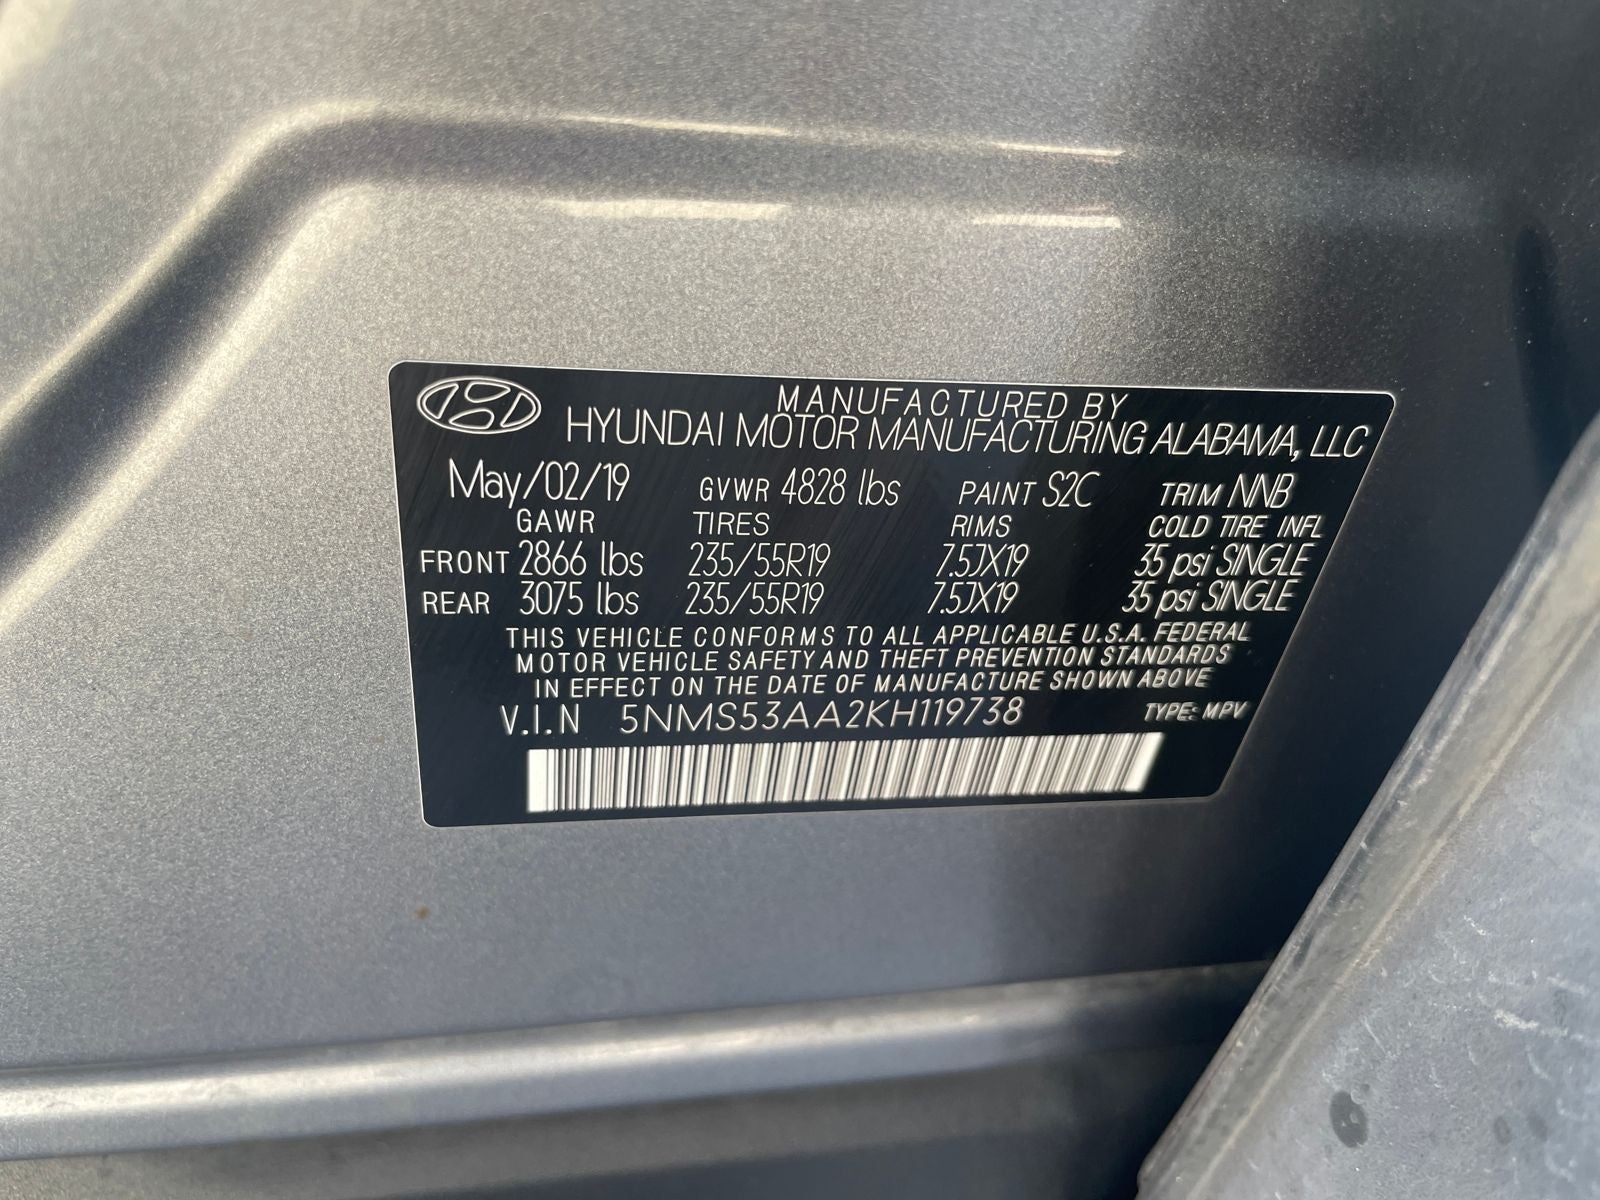 MANUFACTURED BY
HYUNDAI MOTOR MANUFACTURING ALABAMA, LLC
May/02/19 GVWR 4828 lbs PAINT S2C TRIM NNB
GAWR TIRES RIMS COLD TIRE INFL
FRONT 2866 lbs 235/55R19 7.5JX19 35 psi SINGLE
REAR 3075 lbs 235/55R19 7.5JX19 35 psi SINGLE
THIS VEHICLE CONFORMS TO ALL APPLICABLE U.S.A. FEDERAL
MOTOR VEHICLE SAFETY AND THEFT PREVENTION STANDARDS
IN EFFECT ON THE DATE OF MANUFACTURE SHOWN ABOVE
V.I.N 5NMS53AA2KH119738 TYPE: MPV